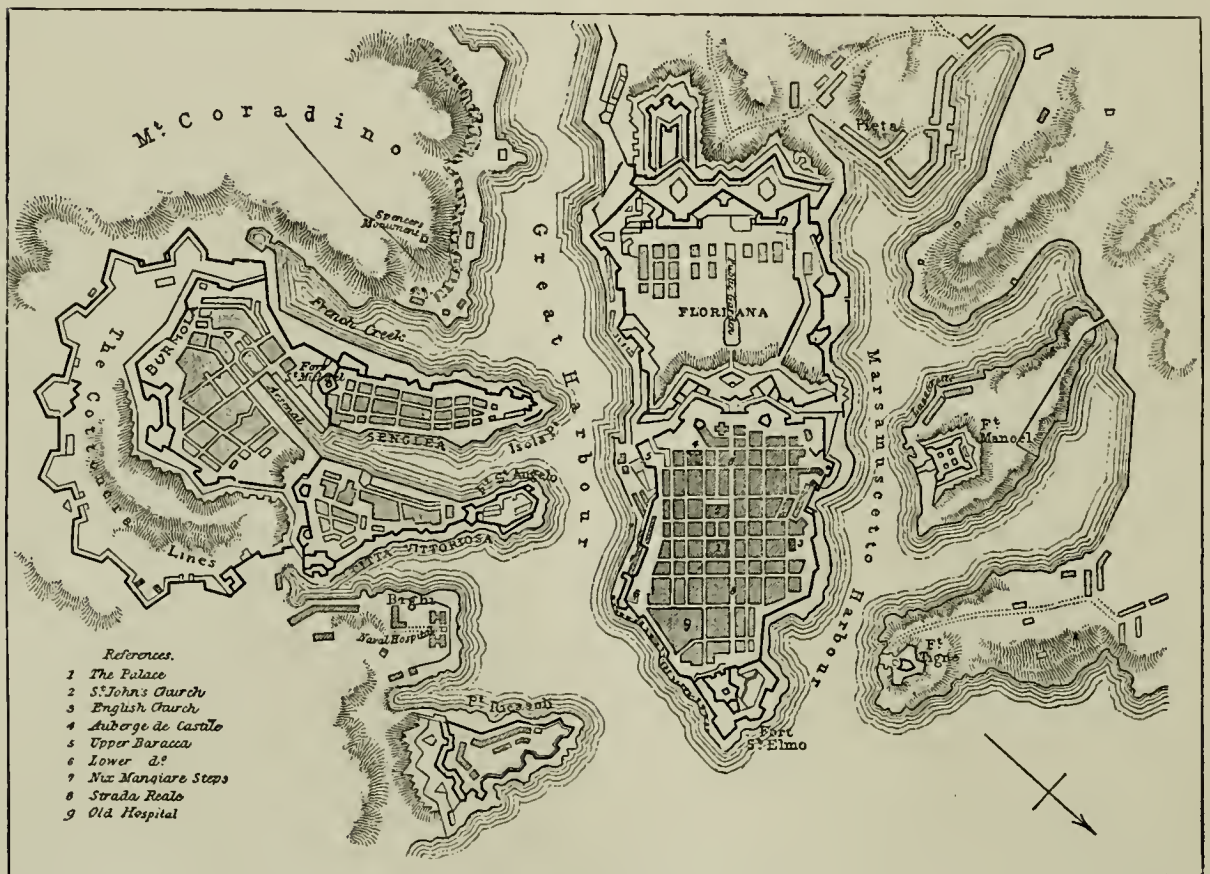 Mt. Coradino
Spencer's
Monument
Pieta
Great Harbour
FLORIANA
French Creek
The Cottonera Lines
BURMOLA
Fort
St. Michael
Arsenal
SENGLEA
Isola Pt.
Ft. St. Angelo
CITTA VITTORIOSA
Marsamuscetto Harbour
Lazaretto
Ft.
Manoel
Bighi
Naval Hospital
Ft.
Tigne
Ft. Ricasoli
Fort
St. Elmo
References.
1 The Palace
2 St. John's Church
3 English Church
4 Auberge de Castile
5 Upper Baracca
6 Lower do.
7 Nix Mangiare Steps
8 Strada Reale
9 Old Hospital